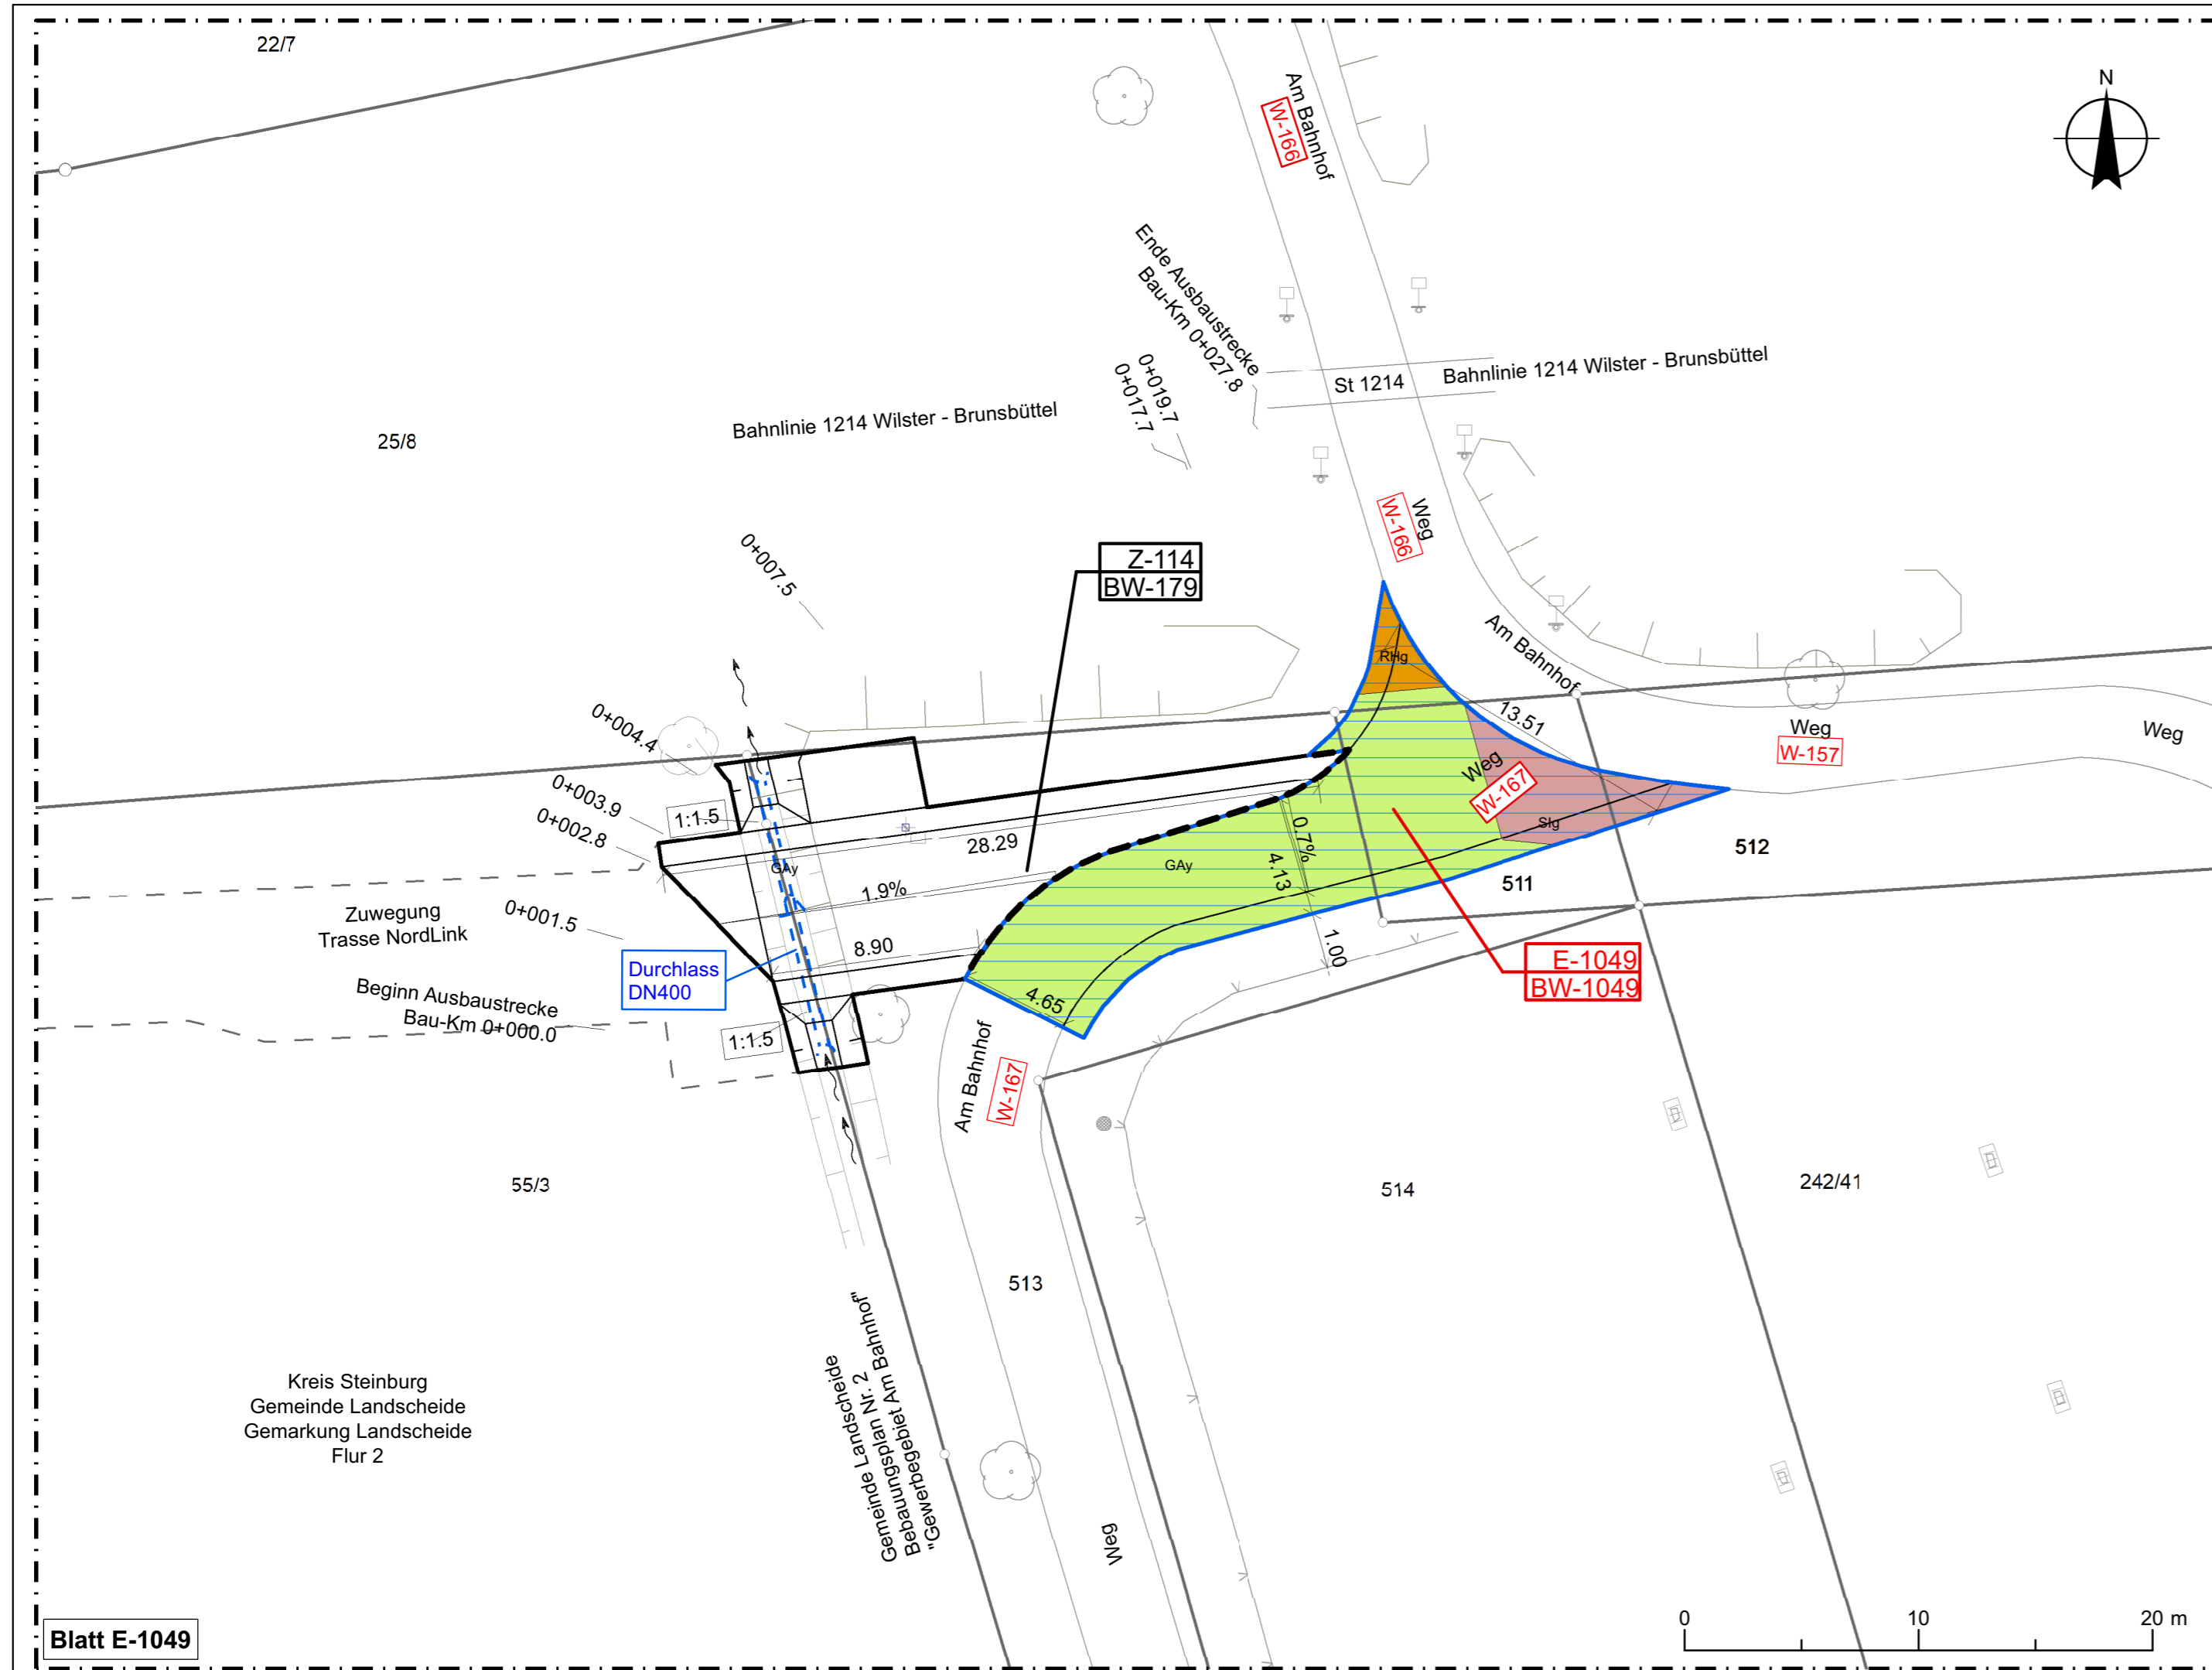 22/7
N
Am Bahnhof
W-166
Ende Ausbaustrecke
Bau-Km 0+027.8
0+019.7
0+017.7
St 1214
Bahnlinie 1214 Wilster - Brunsbüttel
Bahnlinie 1214 Wilster - Brunsbüttel
25/8
Weg
W-166
0+007.5
Z-114
BW-179
Am Bahnhof
RHg
13.51
Weg
W-157
Weg
0+004.4
0+003.9
0+002.8
1:1.5
Weg
W-167
Slg
28.29
0.7%
4.13
GAy
GAy
1.9%
512
511
Zuwegung
Trasse NordLink
0+001.5
8.90
1.00
Durchlass
DN400
E-1049
BW-1049
Beginn Ausbaustrecke
Bau-Km 0+000.0
4.65
1:1.5
Am Bahnhof
W-167
55/3
514
242/41
513
Gemeinde Landscheide
Bebauungsplan Nr. 2
"Gewerbegebiet Am Bahnhof"
Kreis Steinburg
Gemeinde Landscheide
Gemarkung Landscheide
Flur 2
Weg
Blatt E-1049
0 10 20 m